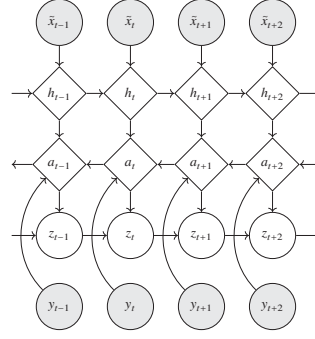 x̃ₜ₋₁ x̃ₜ x̃ₜ₊₁ x̃ₜ₊₂
hₜ₋₁ hₜ hₜ₊₁ hₜ₊₂
aₜ₋₁ aₜ aₜ₊₁ aₜ₊₂
zₜ₋₁ zₜ zₜ₊₁ zₜ₊₂
yₜ₋₁ yₜ yₜ₊₁ yₜ₊₂